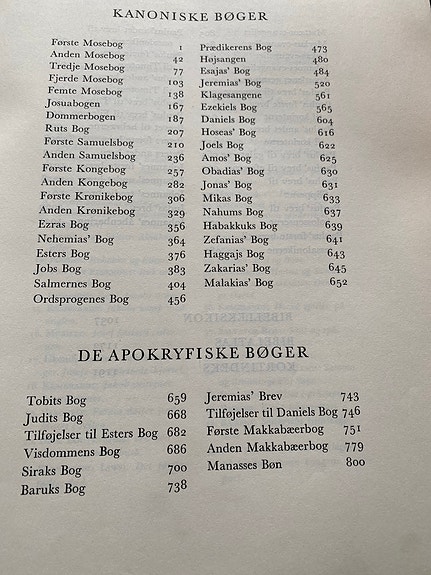 KANONISKE BØGER
Første Mosebog 1
Anden Mosebog 42
Tredje Mosebog 77
Fjerde Mosebog 103
Femte Mosebog 138
Josuabogen 167
Dommerbogen 187
Ruts Bog 207
Første Samuelsbog 210
Anden Samuelsbog 236
Første Kongebog 257
Anden Kongebog 282
Første Krønikebog 306
Anden Krønikebog 329
Ezras Bog 356
Nehemias' Bog 364
Esters Bog 376
Jobs Bog 383
Salmernes Bog 404
Ordsprogenes Bog 456
Prædikerens Bog 473
Højsangen 480
Esajas' Bog 484
Jeremias' Bog 520
Klagesangene 561
Ezekiels Bog 565
Daniels Bog 604
Hoseas' Bog 616
Joels Bog 622
Amos' Bog 625
Obadias' Bog 630
Jonas' Bog 631
Mikas Bog 633
Nahums Bog 637
Habakkuks Bog 639
Zefanias' Bog 641
Haggajs Bog 643
Zakarias' Bog 645
Malakias' Bog 652
BIBELLEKSIKON 1057
BIBELATLAS
KORTINDEKS
DE APOKRYFISKE BØGER
Tobits Bog 659
Judits Bog 668
Tilføjelser til Esters Bog 682
Visdommens Bog 686
Siraks Bog 700
Baruks Bog 738
Jeremias' Brev 743
Tilføjelser til Daniels Bog 746
Første Makkabæerbog 751
Anden Makkabæerbog 779
Manasses Bøn 800